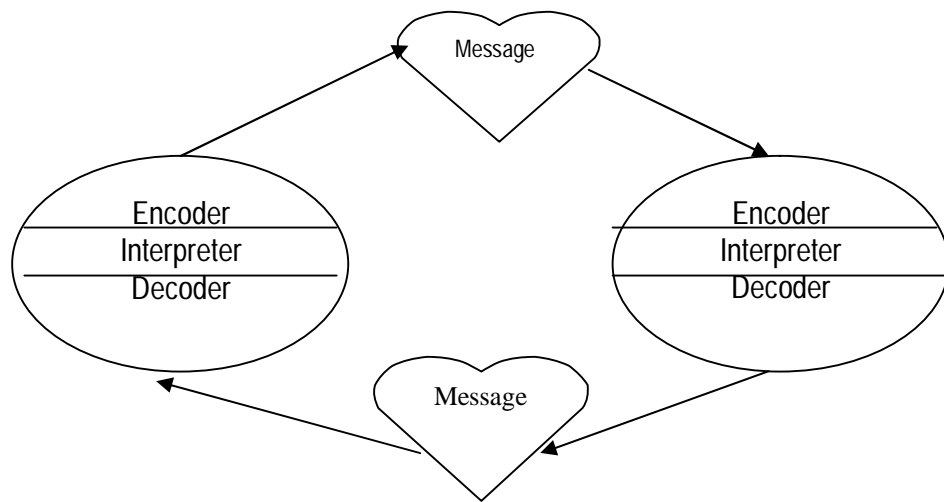 Message
Encoder
Interpreter
Decoder
Encoder
Interpreter
Decoder
Message